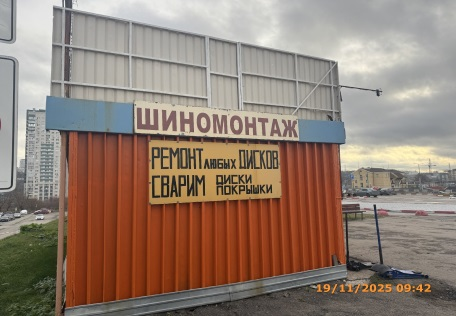 ШИНОМОНТАЖ
РЕМОНТ ЛЮБЫХ ДИСКОВ
СВАРИМ ДИСКИ
ПОКРЫШКИ
19/11/2025 09:42